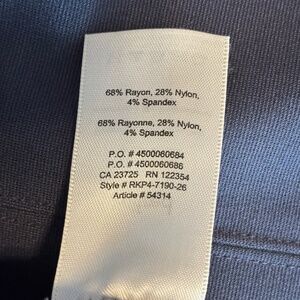 68% Rayon, 28% Nylon,
4% Spandex
68% Rayonne, 28% Nylon,
4% Spandex
P.O. # 4500060684
P.O. # 4500060686
CA 23725 RN 122354
Style # RKP4-7190-26
Article # 54314